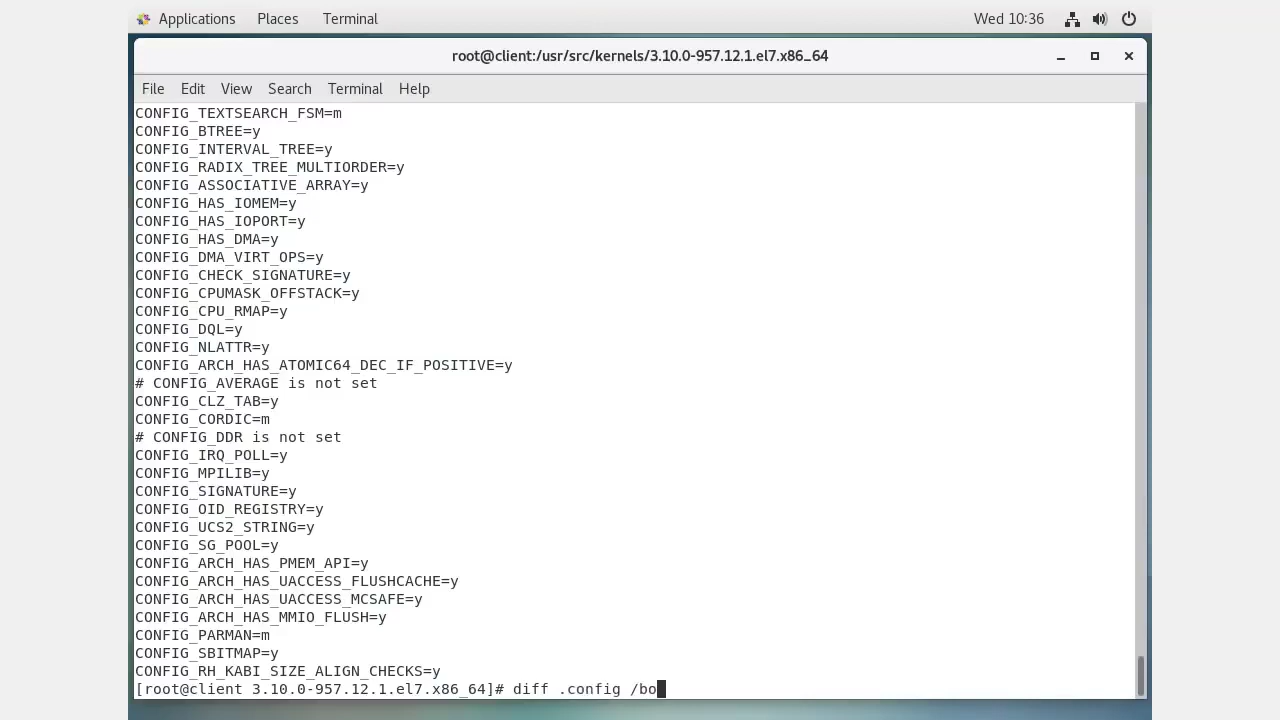 Applications Places Terminal Wed 10:36
root@client:/usr/src/kernels/3.10.0-957.12.1.el7.x86_64
File Edit View Search Terminal Help
CONFIG_TEXTSEARCH_FSM=m
CONFIG_BTREE=y
CONFIG_INTERVAL_TREE=y
CONFIG_RADIX_TREE_MULTIORDER=y
CONFIG_ASSOCIATIVE_ARRAY=y
CONFIG_HAS_IOMEM=y
CONFIG_HAS_IOPORT=y
CONFIG_HAS_DMA=y
CONFIG_DMA_VIRT_OPS=y
CONFIG_CHECK_SIGNATURE=y
CONFIG_CPUMASK_OFFSTACK=y
CONFIG_CPU_RMAP=y
CONFIG_DQL=y
CONFIG_NLATTR=y
CONFIG_ARCH_HAS_ATOMIC64_DEC_IF_POSITIVE=y
# CONFIG_AVERAGE is not set
CONFIG_CLZ_TAB=y
CONFIG_CORDIC=m
# CONFIG_DDR is not set
CONFIG_IRQ_POLL=y
CONFIG_MPILIB=y
CONFIG_SIGNATURE=y
CONFIG_OID_REGISTRY=y
CONFIG_UCS2_STRING=y
CONFIG_SG_POOL=y
CONFIG_ARCH_HAS_PMEM_API=y
CONFIG_ARCH_HAS_UACCESS_FLUSHCACHE=y
CONFIG_ARCH_HAS_UACCESS_MCSAFE=y
CONFIG_ARCH_HAS_MMIO_FLUSH=y
CONFIG_PARMAN=m
CONFIG_SBITMAP=y
CONFIG_RH_KABI_SIZE_ALIGN_CHECKS=y
[root@client 3.10.0-957.12.1.el7.x86_64]# diff .config /bo